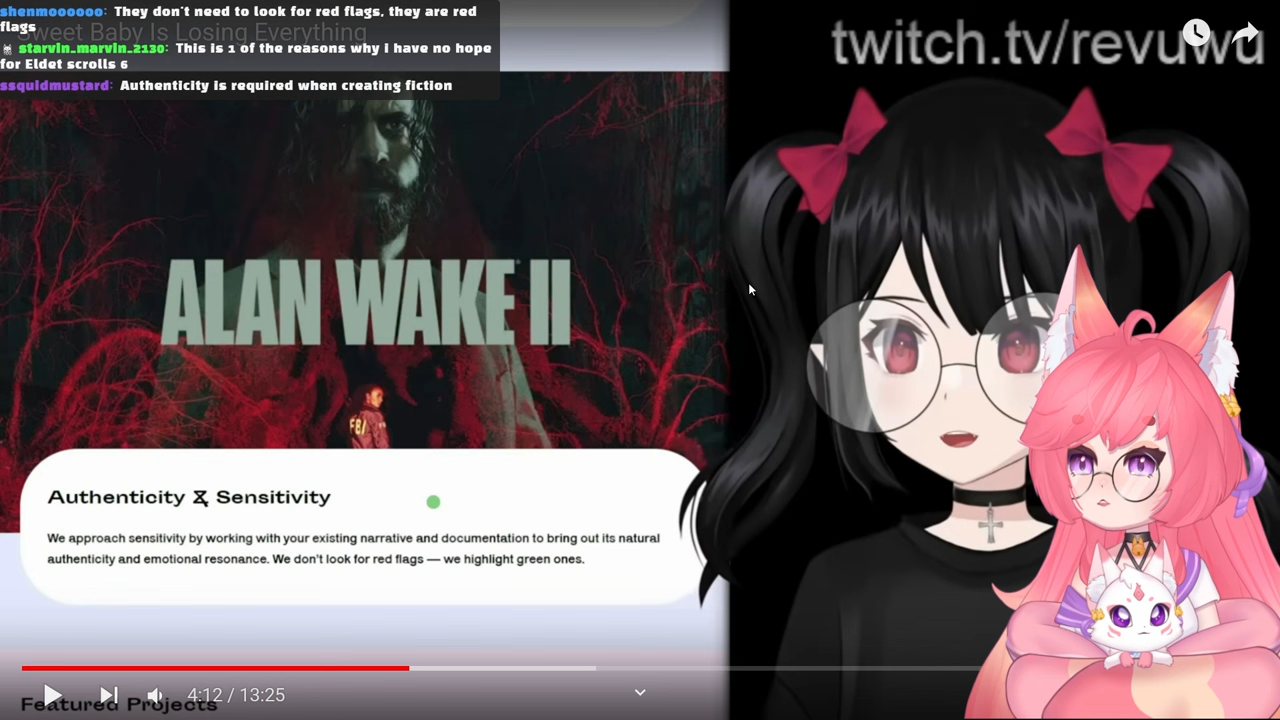 shenmoooooo: They don't need to look for red flags, they are red
flags
Sweet Baby Is Losing Everything
starvin_marvin_2130: This is 1 of the reasons why i have no hope
for Eldet scrolls 6
ssquidmustard: Authenticity is required when creating fiction
twitch.tv/revuwu
ALAN WAKE II
FBI
Authenticity & Sensitivity
We approach sensitivity by working with your existing narrative and documentation to bring out its natural
authenticity and emotional resonance. We don't look for red flags — we highlight green ones.
4:12 / 13:25
Featured Projects